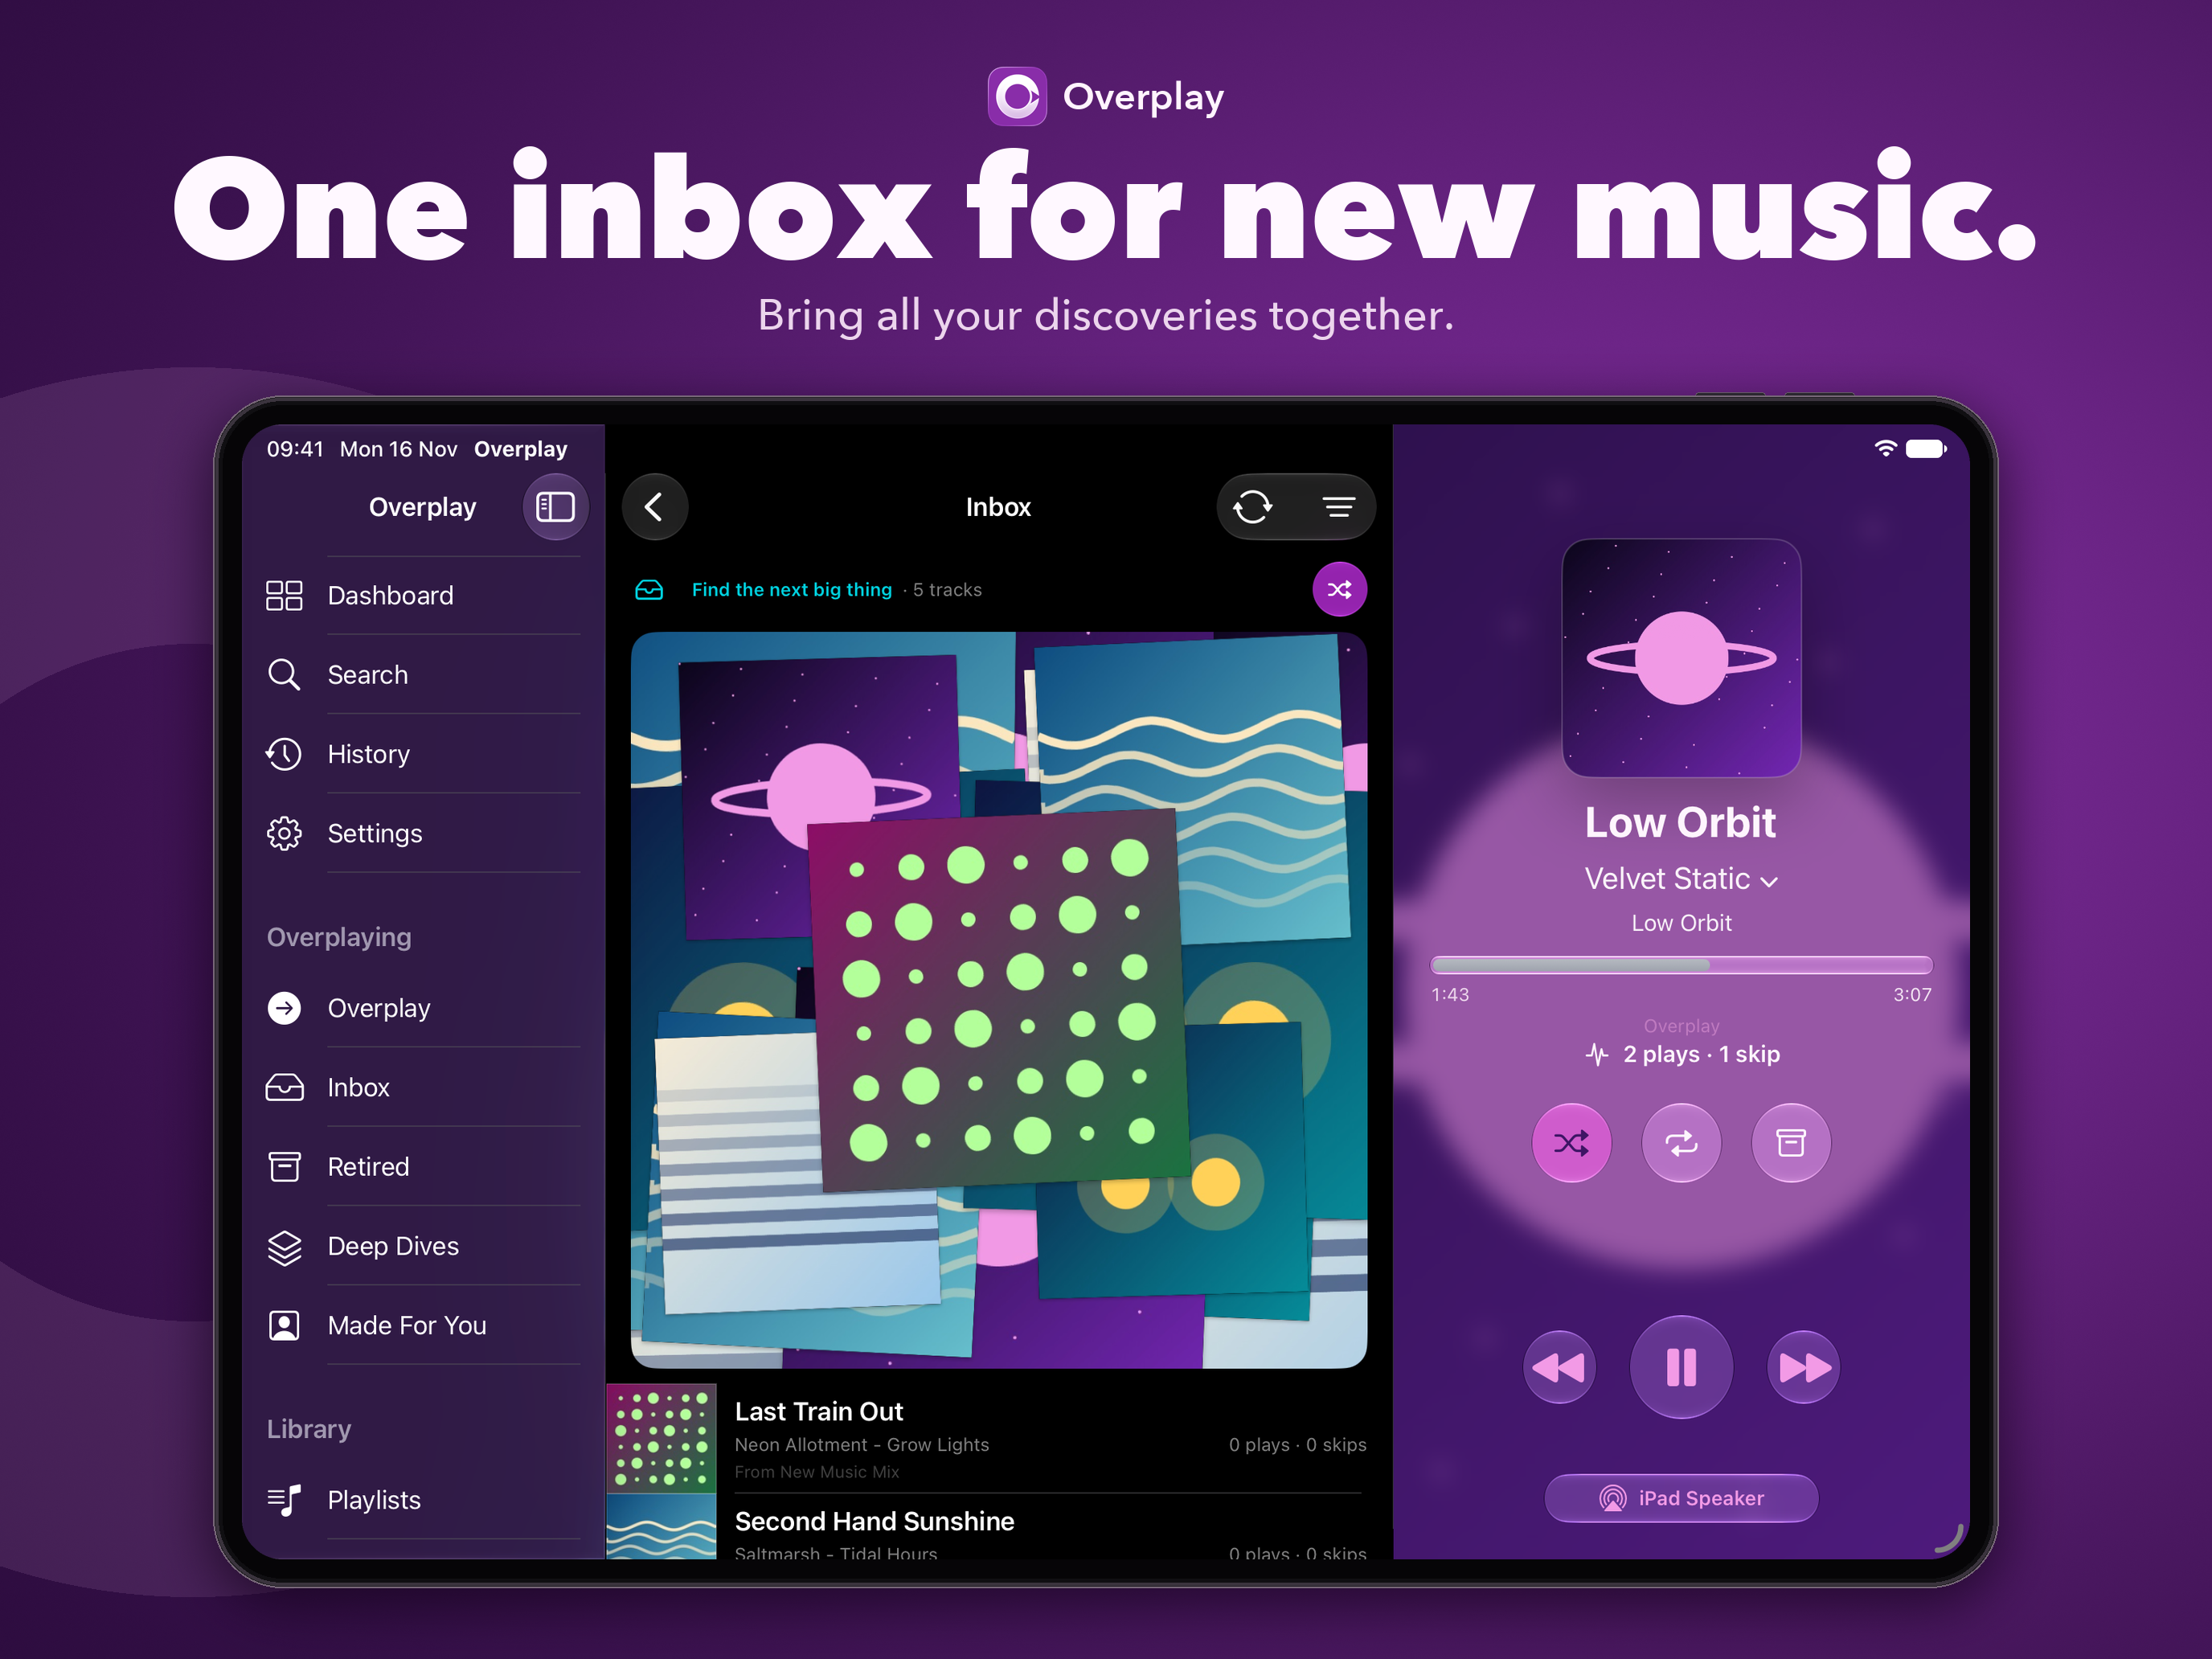 Overplay
One inbox for new music.
Bring all your discoveries together.
09:41 Mon 16 Nov Overplay
Overplay
Dashboard
Search
History
Settings
Overplaying
Overplay
Inbox
Retired
Deep Dives
Made For You
Library
Playlists
Inbox
Find the next big thing · 5 tracks
Last Train Out
Neon Allotment - Grow Lights 0 plays · 0 skips
From New Music Mix
Second Hand Sunshine
Saltmarsh - Tidal Hours 0 plays · 0 skips
Low Orbit
Velvet Static
Low Orbit
1:43 3:07
Overplay
2 plays · 1 skip
iPad Speaker